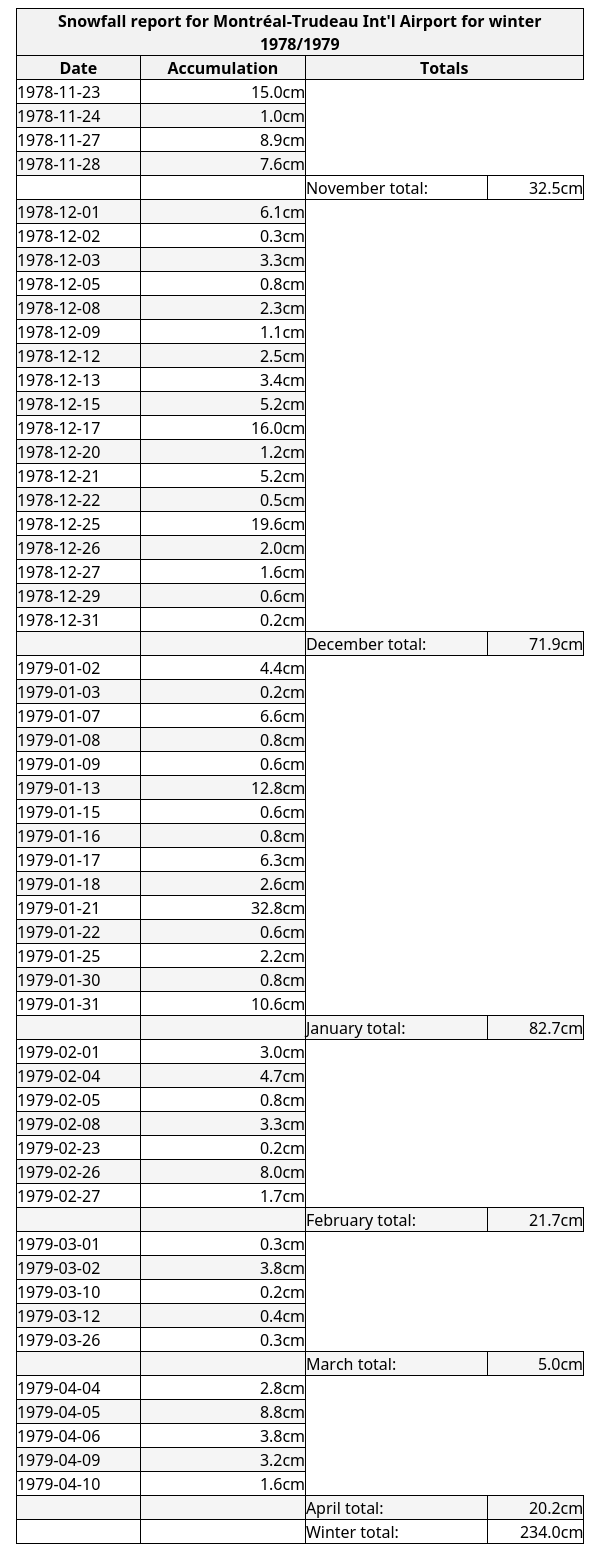 Snowfall report for Montréal-Trudeau Int'l Airport for winter
1978/1979
Date Accumulation Totals
1978-11-23 15.0cm
1978-11-24 1.0cm
1978-11-27 8.9cm
1978-11-28 7.6cm
November total: 32.5cm
1978-12-01 6.1cm
1978-12-02 0.3cm
1978-12-03 3.3cm
1978-12-05 0.8cm
1978-12-08 2.3cm
1978-12-09 1.1cm
1978-12-12 2.5cm
1978-12-13 3.4cm
1978-12-15 5.2cm
1978-12-17 16.0cm
1978-12-20 1.2cm
1978-12-21 5.2cm
1978-12-22 0.5cm
1978-12-25 19.6cm
1978-12-26 2.0cm
1978-12-27 1.6cm
1978-12-29 0.6cm
1978-12-31 0.2cm
December total: 71.9cm
1979-01-02 4.4cm
1979-01-03 0.2cm
1979-01-07 6.6cm
1979-01-08 0.8cm
1979-01-09 0.6cm
1979-01-13 12.8cm
1979-01-15 0.6cm
1979-01-16 0.8cm
1979-01-17 6.3cm
1979-01-18 2.6cm
1979-01-21 32.8cm
1979-01-22 0.6cm
1979-01-25 2.2cm
1979-01-30 0.8cm
1979-01-31 10.6cm
January total: 82.7cm
1979-02-01 3.0cm
1979-02-04 4.7cm
1979-02-05 0.8cm
1979-02-08 3.3cm
1979-02-23 0.2cm
1979-02-26 8.0cm
1979-02-27 1.7cm
February total: 21.7cm
1979-03-01 0.3cm
1979-03-02 3.8cm
1979-03-10 0.2cm
1979-03-12 0.4cm
1979-03-26 0.3cm
March total: 5.0cm
1979-04-04 2.8cm
1979-04-05 8.8cm
1979-04-06 3.8cm
1979-04-09 3.2cm
1979-04-10 1.6cm
April total: 20.2cm
Winter total: 234.0cm